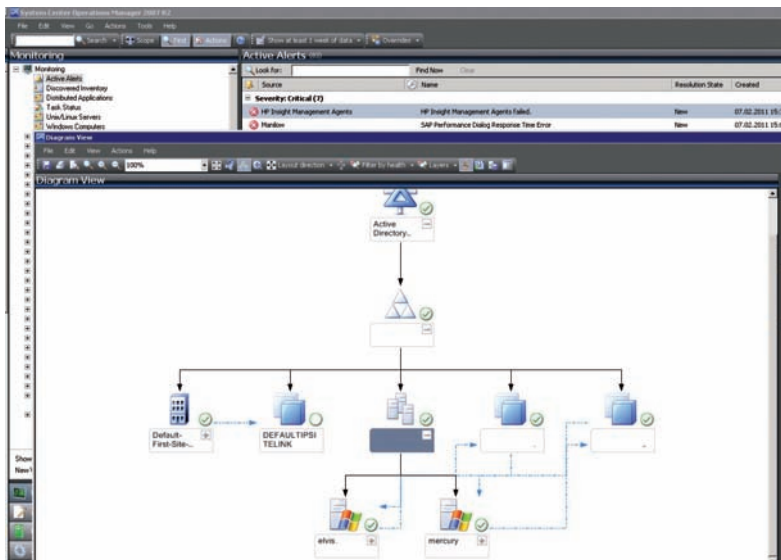 System Center Operations Manager 2007 R2
File Edit View Go Actions Tools Help
Search Scope Find Actions Show at least 1 week of data Overrides
Monitoring
Active Alerts
Monitoring
Active Alerts
Discovered Inventory
Distributed Applications
Task Status
Unix/Linux Servers
Windows Computers
Look for: Find Now Clear
Source Name Resolution State Created
Severity: Critical (7)
HP Insight Management Agents HP Insight Management Agents Failed. New 07.02.2011 15:
Manilow SAP Performance Dialog Response Time Error New 07.02.2011 15:
Diagram View
File Edit View Actions Help
100% Layout direction Filter by health Layers
Diagram View
Active
Directory..
Default-
First-Site-..
DEFAULTIPSI
TELINK
elvis.
mercury
Show
New